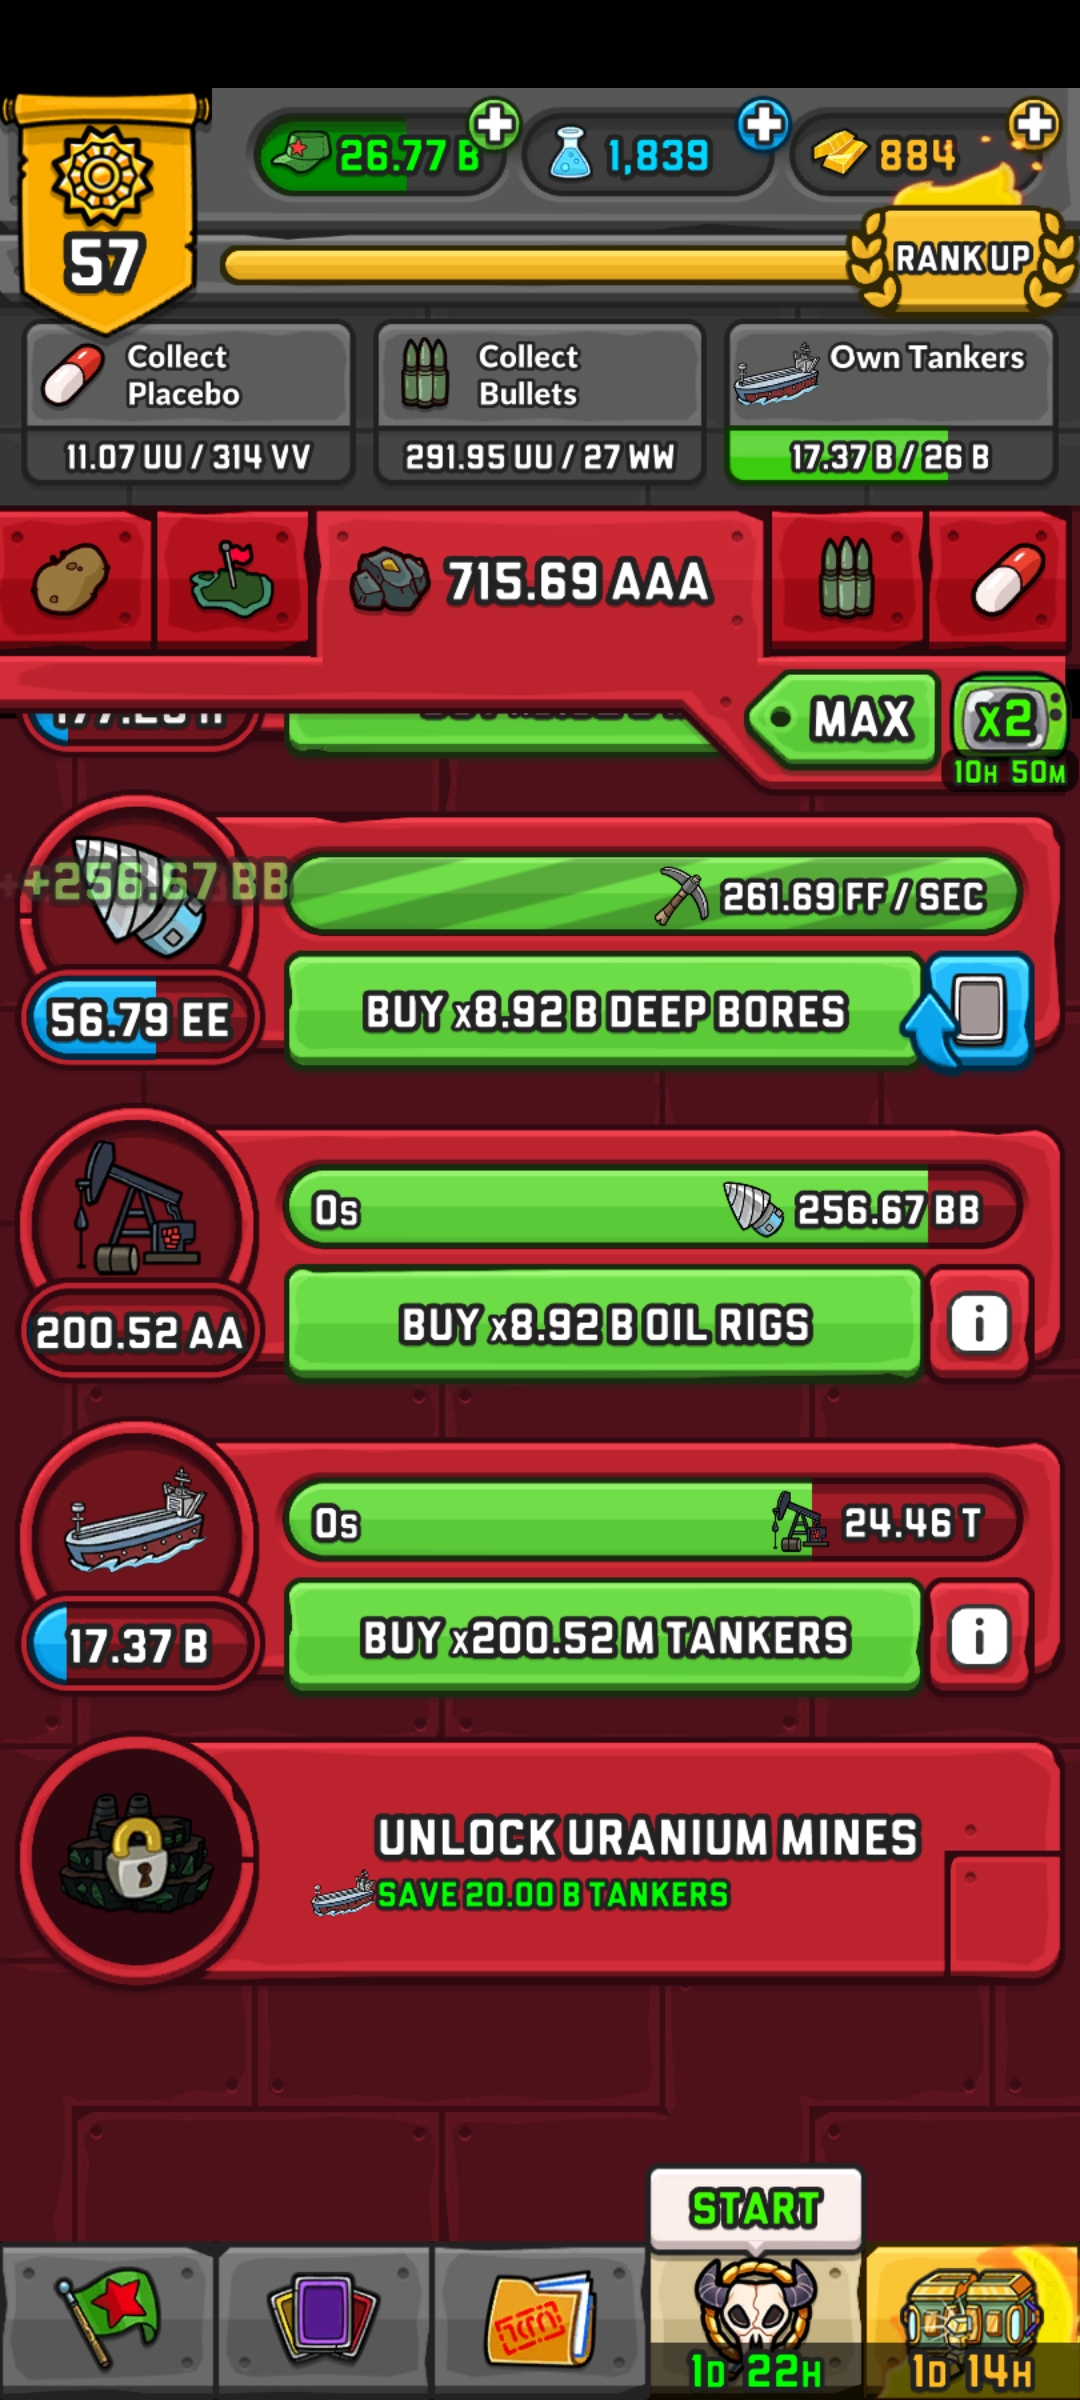 26.77 B
1,839
884
57
RANK UP
Collect
Placebo
11.07 UU / 314 VV
Collect
Bullets
291.95 UU / 27 WW
Own Tankers
17.37 B / 26 B
715.69 AAA
MAX
x2
10H 50M
+256.67 BB
261.69 FF / SEC
56.79 EE
BUY x8.92 B DEEP BORES
0s
256.67 BB
200.52 AA
BUY x8.92 B OIL RIGS
i
0s
24.46 T
17.37 B
BUY x200.52 M TANKERS
i
UNLOCK URANIUM MINES
SAVE 20.00 B TANKERS
START
1D 22H
1D 14H